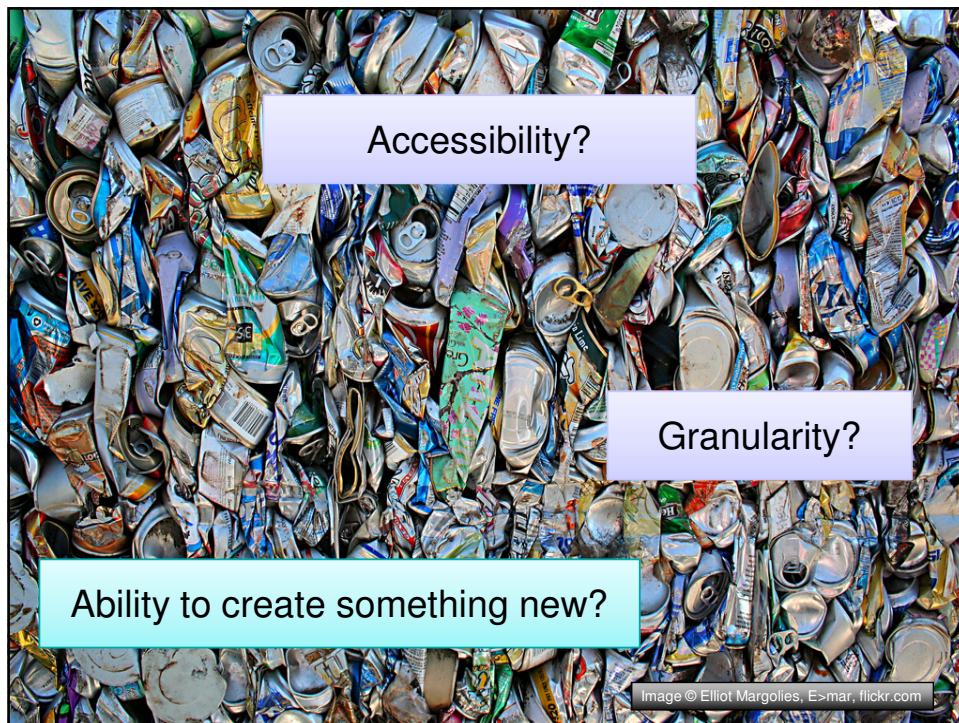 Accessibility?
Granularity?
Ability to create something new?
Image © Elliot Margolies, E>mar, flickr.com